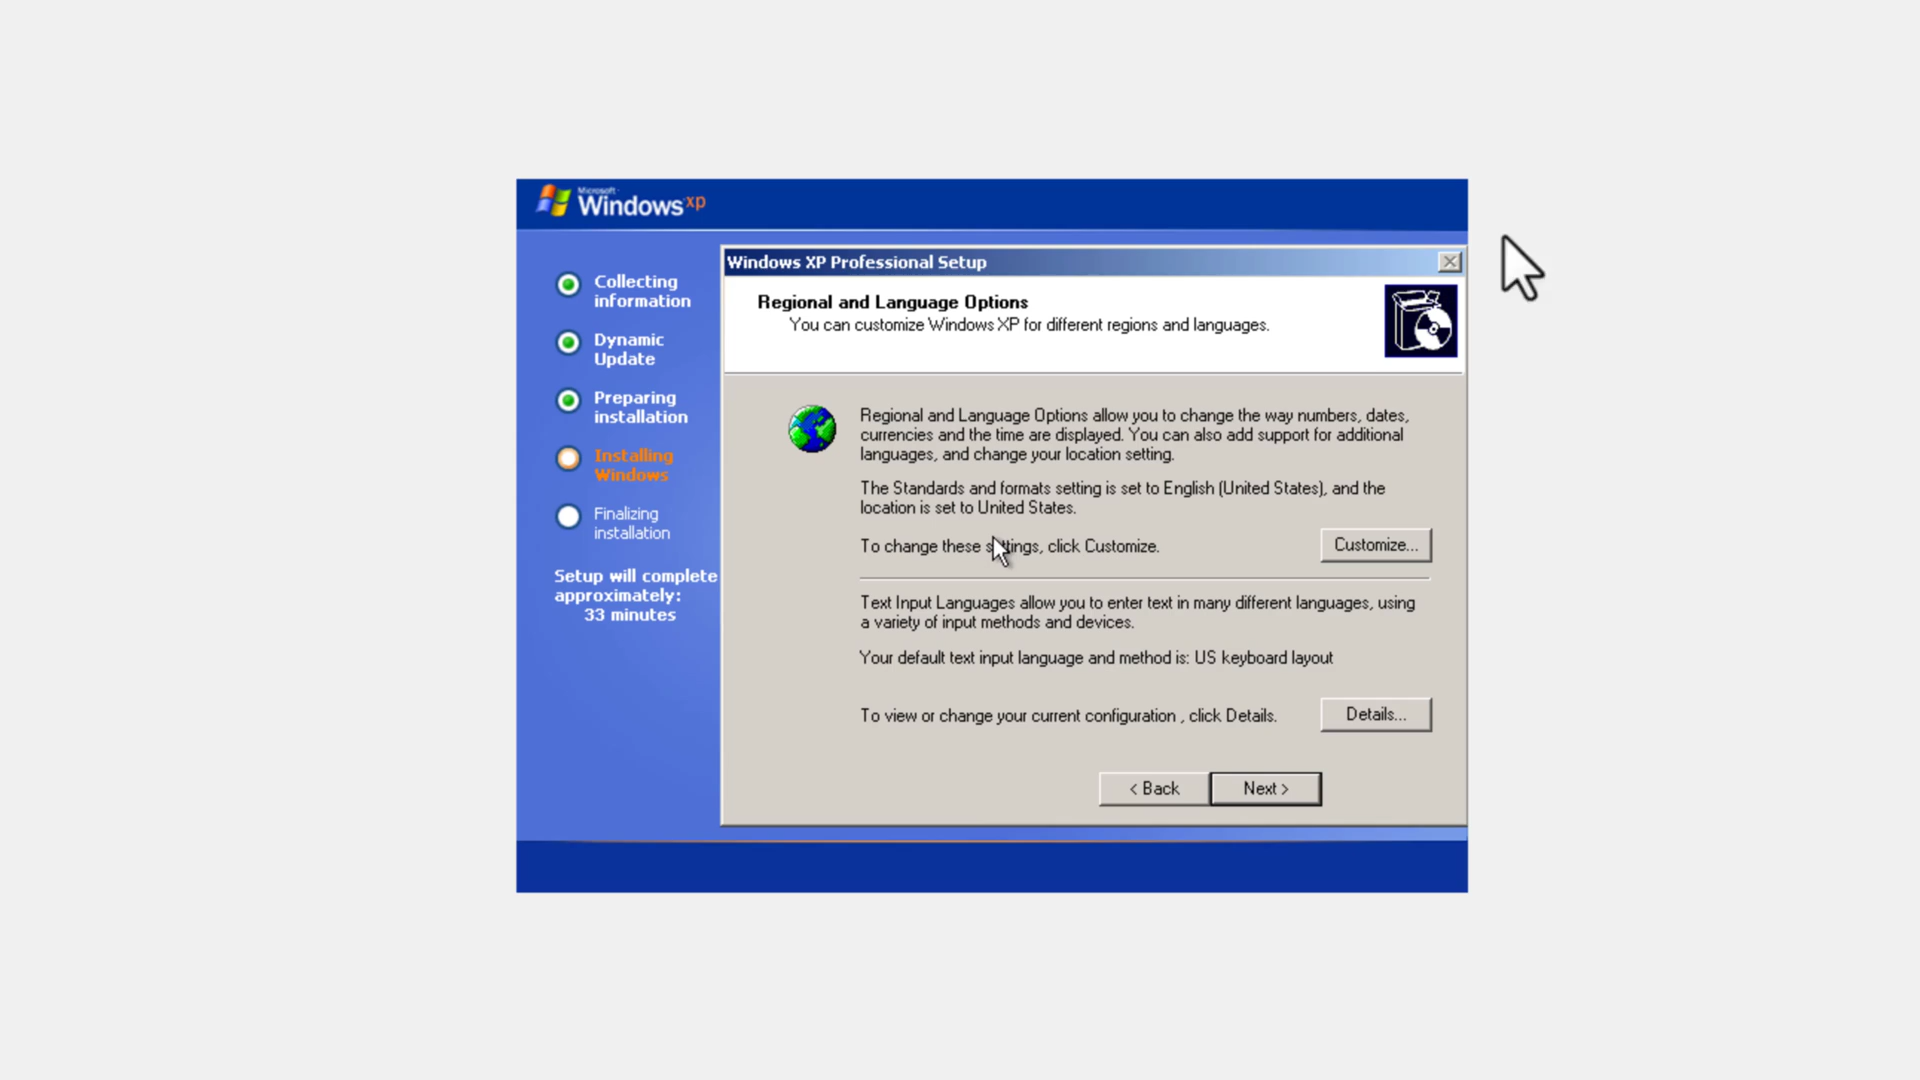 Microsoft
Windows xp
Collecting
information
Dynamic
Update
Preparing
installation
Installing
Windows
Finalizing
installation
Setup will complete
approximately:
33 minutes
Windows XP Professional Setup
Regional and Language Options
You can customize Windows XP for different regions and languages.
Regional and Language Options allow you to change the way numbers, dates,
currencies and the time are displayed. You can also add support for additional
languages, and change your location setting.
The Standards and formats setting is set to English (United States), and the
location is set to United States.
To change these settings, click Customize.
Customize...
Text Input Languages allow you to enter text in many different languages, using
a variety of input methods and devices.
Your default text input language and method is: US keyboard layout
To view or change your current configuration , click Details.
Details...
< Back
Next >